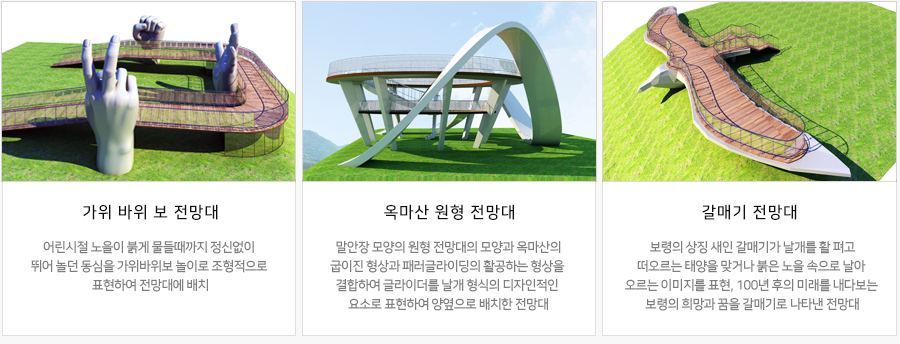 가위 바위 보 전망대
어린시절 노을이 붉게 물들때까지 정신없이
뛰어 놀던 동심을 가위바위보 놀이로 조형적으로
표현하여 전망대에 배치
옥마산 원형 전망대
말안장 모양의 원형 전망대의 모양과 옥마산의
굽이진 형상과 패러글라이딩의 활공하는 형상을
결합하여 글라이더를 날개 형식의 디자인적인
요소로 표현하여 양옆으로 배치한 전망대
갈매기 전망대
보령의 상징 새인 갈매기가 날개를 활 펴고
떠오르는 태양을 맞거나 붉은 노을 속으로 날아
오르는 이미지를 표현, 100년 후의 미래를 내다보는
보령의 희망과 꿈을 갈매기로 나타낸 전망대